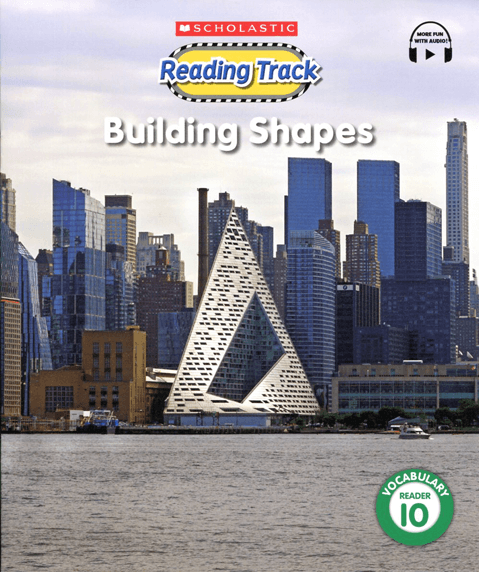 SCHOLASTIC
MORE FUN
WITH AUDIO!
Reading Track
Building Shapes
VOCABULARY
READER
10